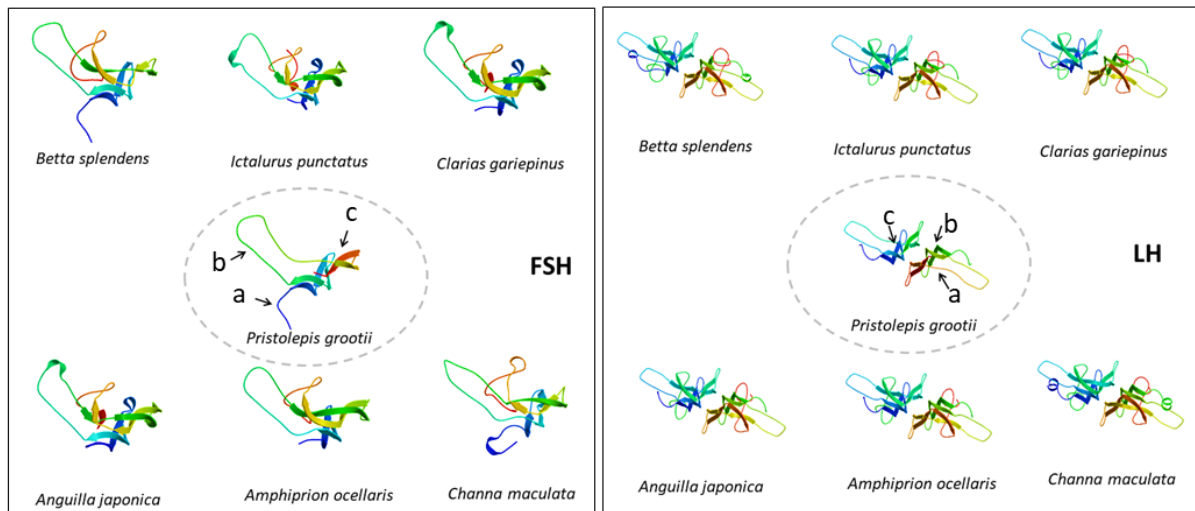 Betta splendens
Ictalurus punctatus
Clarias gariepinus
c
b
FSH
a
Pristolepis grootii
Anguilla japonica
Amphiprion ocellaris
Channa maculata
Betta splendens
Ictalurus punctatus
Clarias gariepinus
c
b
LH
a
Pristolepis grootii
Anguilla japonica
Amphiprion ocellaris
Channa maculata